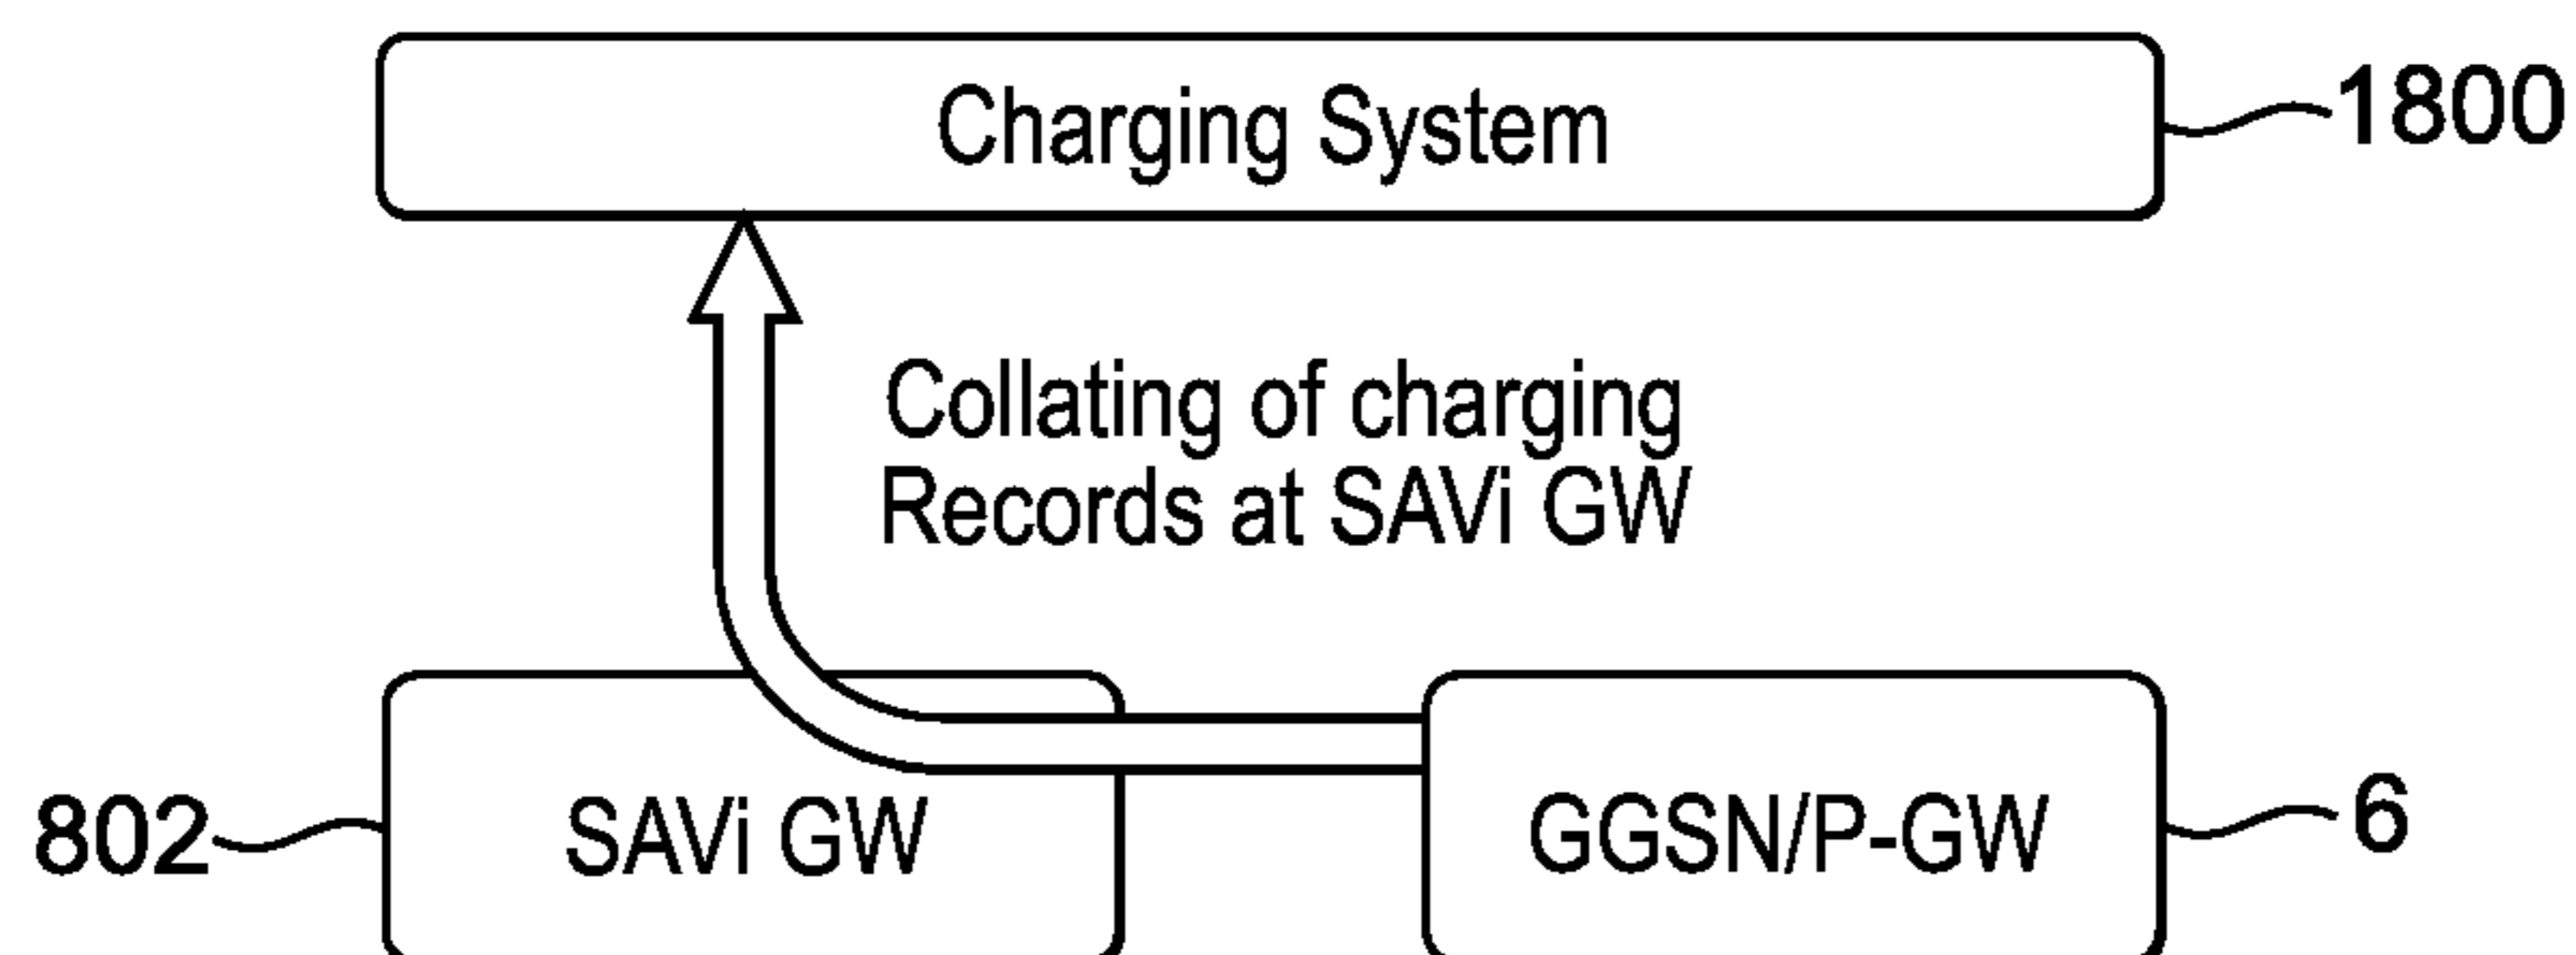 Charging System
1800
Collating of charging
Records at SAVi GW
802
SAVi GW
GGSN/P-GW
6